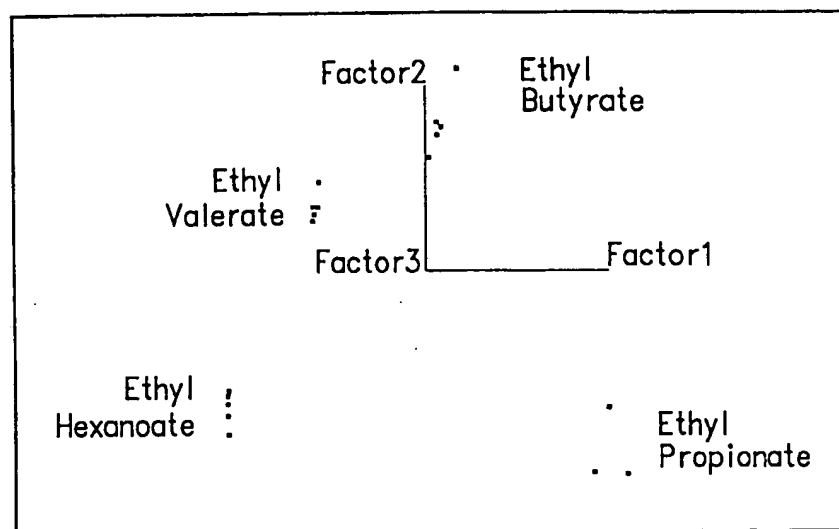 Factor2
Ethyl
Butyrate
Ethyl
Valerate
Factor3
Factor1
Ethyl
Hexanoate
Ethyl
Propionate